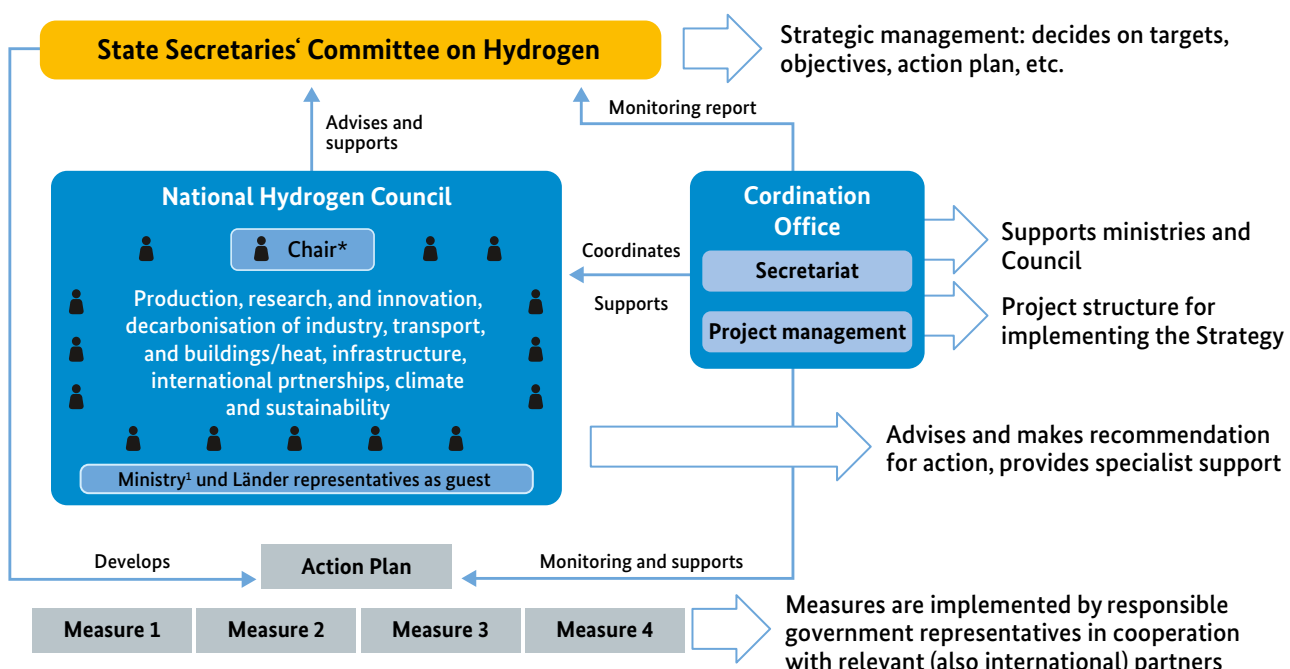 State Secretaries‘ Committee on Hydrogen
Strategic management: decides on targets,
objectives, action plan, etc.
Advises and
supports
Monitoring report
National Hydrogen Council
Chair*
Production, research, and innovation,
decarbonisation of industry, transport,
and buildings/heat, infrastructure,
international prtnerships, climate
and sustainability
Ministry¹ und Länder representatives as guest
Coordinates
Supports
Cordination
Office
Secretariat
Project management
Supports ministries and
Council
Project structure for
implementing the Strategy
Advises and makes recommendation
for action, provides specialist support
Develops
Action Plan
Monitoring and supports
Measure 1
Measure 2
Measure 3
Measure 4
Measures are implemented by responsible
government representatives in cooperation
with relevant (also international) partners